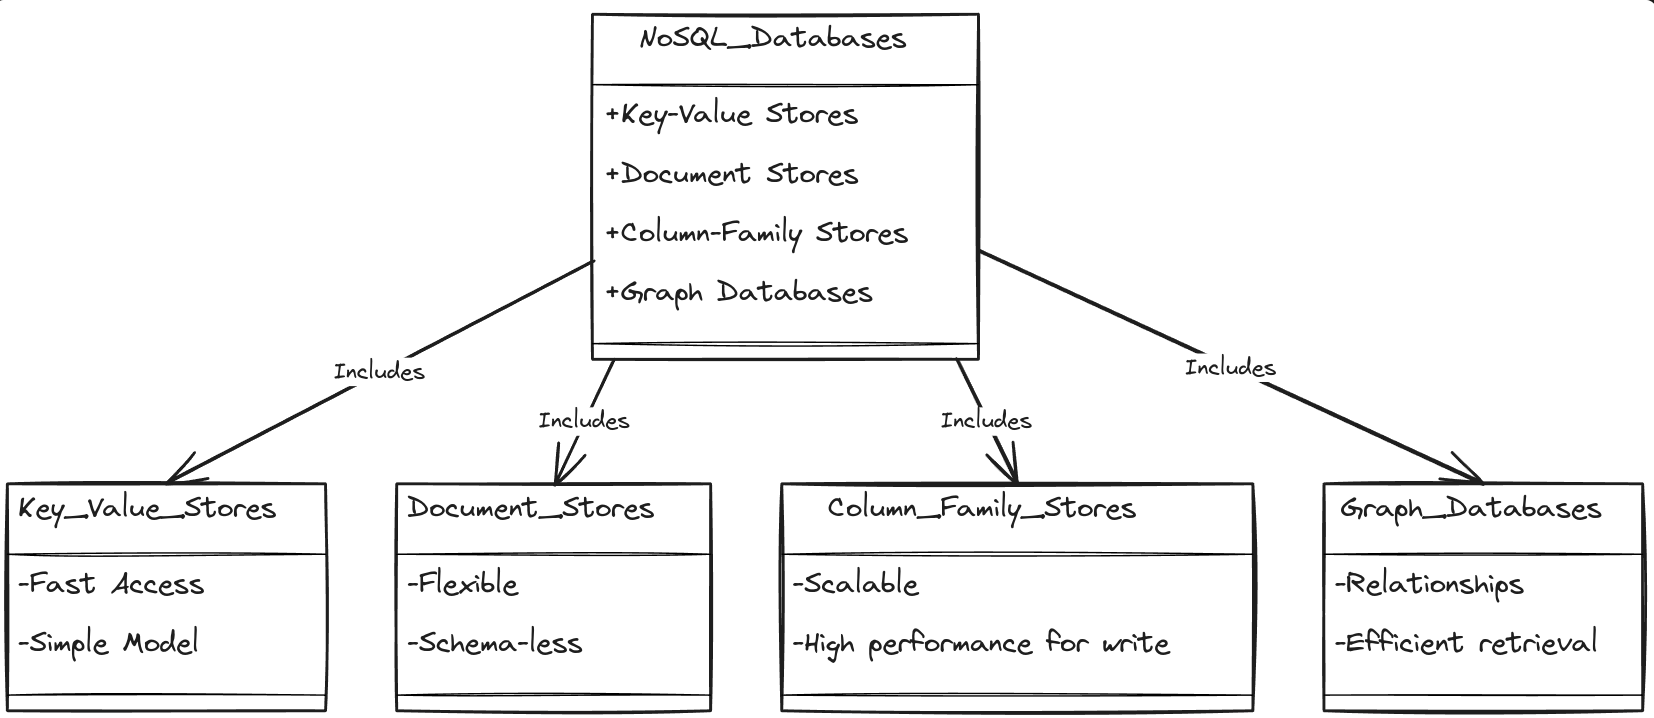 NoSQL_Databases
+Key-Value Stores
+Document Stores
+Column-Family Stores
+Graph Databases
Includes
Includes
Includes
Includes
Key_Value_Stores
-Fast Access
-Simple Model
Document_Stores
-Flexible
-Schema-less
Column_Family_Stores
-Scalable
-High performance for write
Graph_Databases
-Relationships
-Efficient retrieval